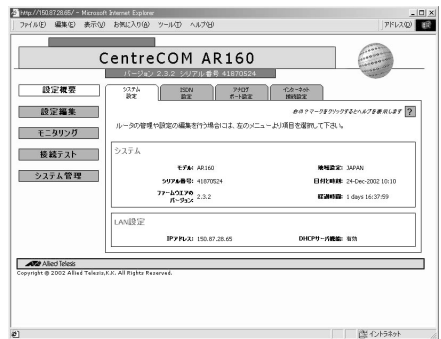 http://150.87.28.65/ - Microsoft Internet Explorer
ファイル(F) 編集(E) 表示(V) お気に入り(A) ツール(T) ヘルプ(H) アドレス(D)
CentreCOM AR160
バージョン 2.3.2 シリアル番号 41870524
設定概要
設定編集
モニタリング
接続テスト
システム管理
システム設定
ISDN設定
アナログポート設定
インターネット接続設定
右の？マークをクリックするとヘルプを表示します ?
ルータの管理や設定の編集を行う場合には、左のメニューより項目を選択して下さい。
システム
モデル: AR160 地域設定: JAPAN
シリアル番号: 41070524 日付と時刻: 24-Dec-2002 10:10
ファームウエアのバージョン: 2.3.2 経過時間: 1 days 16:37:59
LAN設定
IPアドレス: 150.87.28.65 DHCPサーバ機能: 有効
Allied Telesis
Copyright @ 2002 Allied Telesis,K.K. All Rights Reserved.
イントラネット